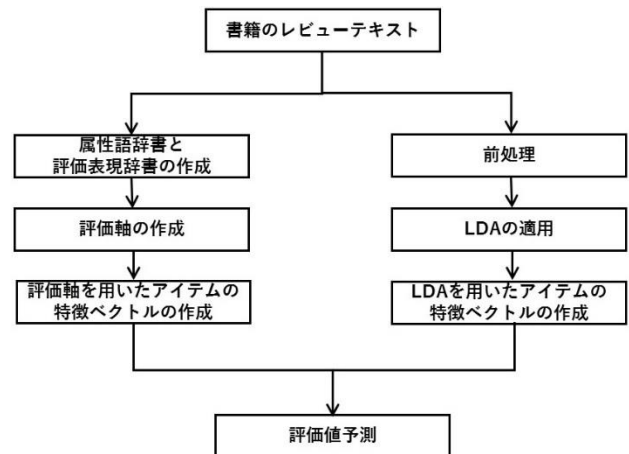 書籍のレビューテキスト
属性語辞書と
評価表現辞書の作成
評価軸の作成
評価軸を用いたアイテムの
特徴ベクトルの作成
前処理
LDAの適用
LDAを用いたアイテムの
特徴ベクトルの作成
評価値予測